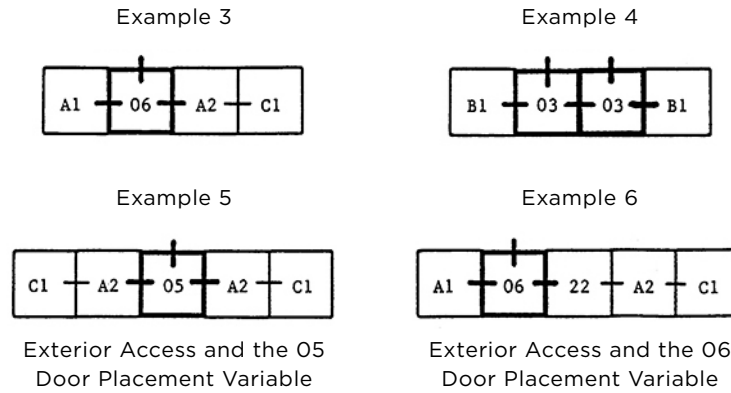 Example 3
Example 4
A1 06 A2 C1
B1 03 03 B1
Example 5
Example 6
C1 A2 05 A2 C1
A1 06 22 A2 C1
Exterior Access and the 05
Door Placement Variable
Exterior Access and the 06
Door Placement Variable